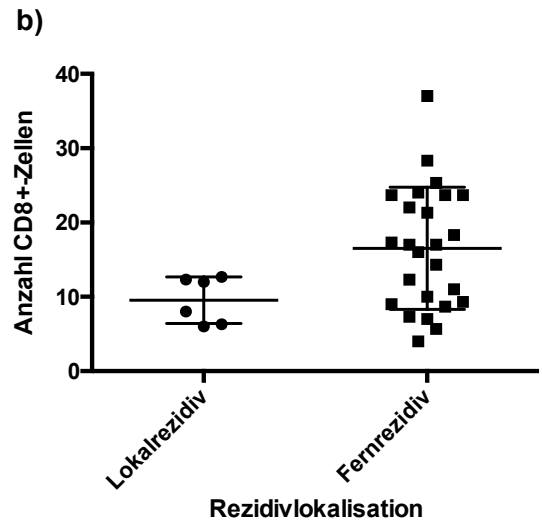 b)
Anzahl CD8+-Zellen
40
30
20
10
0
Lokalrezidiv
Fernrezidiv
Rezidivlokalisation